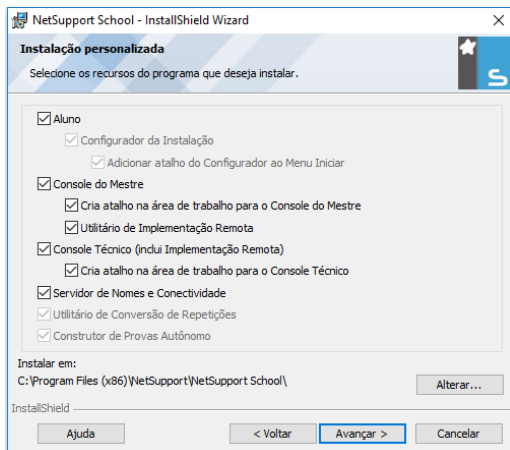 NetSupport School - InstallShield Wizard
Instalação personalizada
Selecione os recursos do programa que deseja instalar.
S
Aluno
Configurador da Instalação
Adicionar atalho do Configurador ao Menu Iniciar
Console do Mestre
Cria atalho na área de trabalho para o Console do Mestre
Utilitário de Implementação Remota
Console Técnico (inclui Implementação Remota)
Cria atalho na área de trabalho para o Console Técnico
Servidor de Nomes e Conectividade
Utilitário de Conversão de Repetições
Construtor de Provas Autônomo
Instalar em:
C:\Program Files (x86)\NetSupport\NetSupport School\
Alterar...
InstallShield
Ajuda < Voltar Avançar > Cancelar